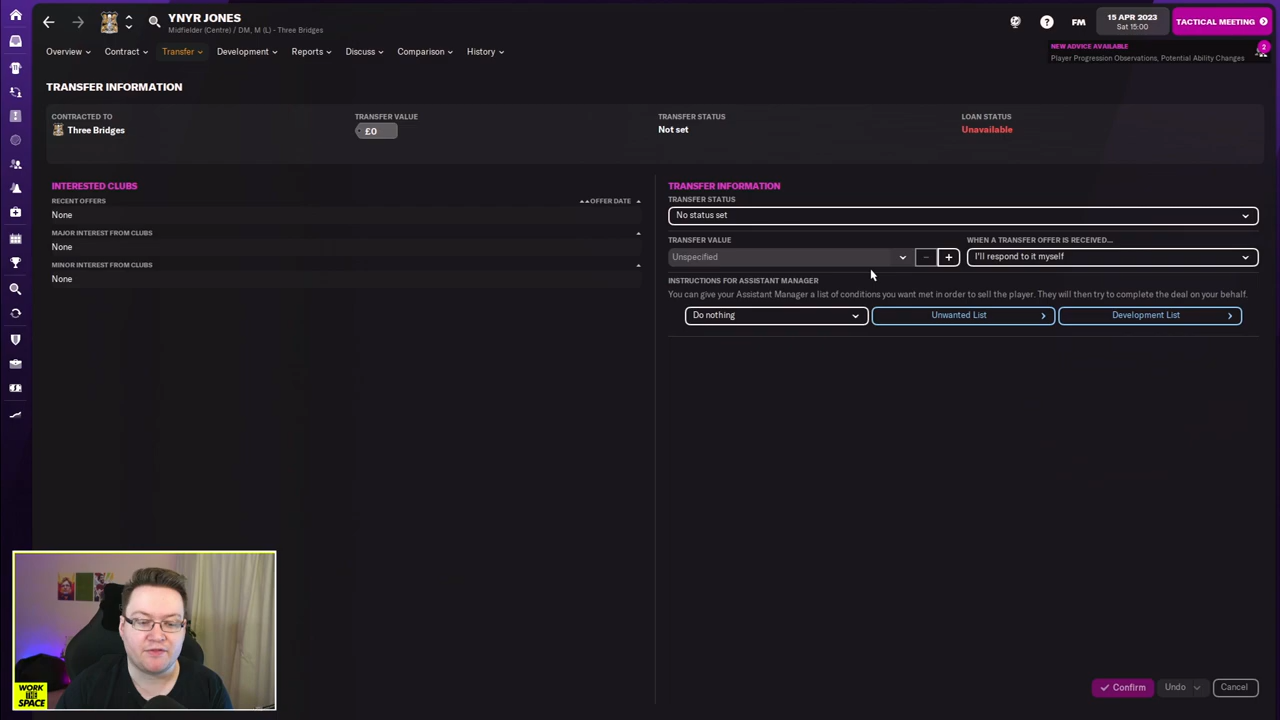 YNYR JONES
Midfielder (Centre) / DM, M (L) - Three Bridges
FM
15 APR 2023
Sat 15:00
TACTICAL MEETING
Overview
Contract
Transfer
Development
Reports
Discuss
Comparison
History
NEW ADVICE AVAILABLE
Player Progression Observations, Potential Ability Changes
2
TRANSFER INFORMATION
CONTRACTED TO
Three Bridges
TRANSFER VALUE
£0
TRANSFER STATUS
Not set
LOAN STATUS
Unavailable
INTERESTED CLUBS
RECENT OFFERS
OFFER DATE
None
MAJOR INTEREST FROM CLUBS
None
MINOR INTEREST FROM CLUBS
None
TRANSFER INFORMATION
TRANSFER STATUS
No status set
TRANSFER VALUE
Unspecified
WHEN A TRANSFER OFFER IS RECEIVED...
I'll respond to it myself
INSTRUCTIONS FOR ASSISTANT MANAGER
You can give your Assistant Manager a list of conditions you want met in order to sell the player. They will then try to complete the deal on your behalf.
Do nothing
Unwanted List
Development List
Confirm
Undo
Cancel
WORK
THE
SPACE